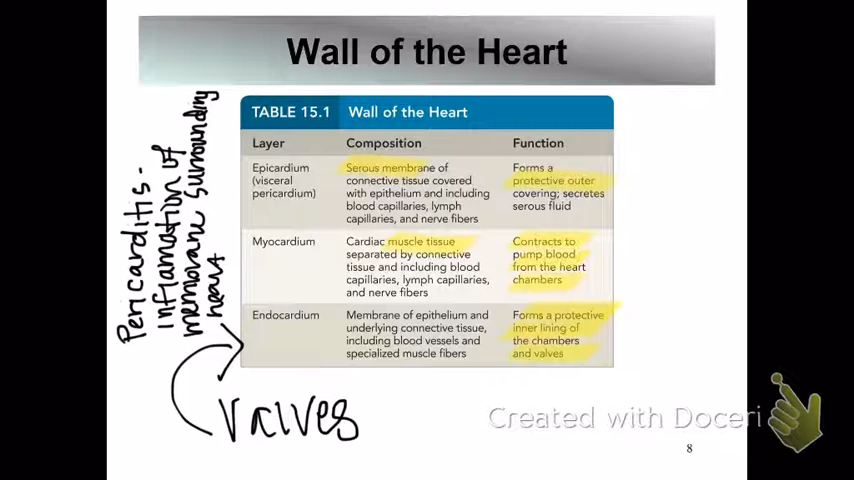 Wall of the Heart
TABLE 15.1 Wall of the Heart
Layer Composition Function
Epicardium
(visceral
pericardium)
Serous membrane of
connective tissue covered
with epithelium and including
blood capillaries, lymph
capillaries, and nerve fibers
Forms a
protective outer
covering; secretes
serous fluid
Myocardium
Cardiac muscle tissue
separated by connective
tissue and including blood
capillaries, lymph capillaries,
and nerve fibers
Contracts to
pump blood
from the heart
chambers
Endocardium
Membrane of epithelium and
underlying connective tissue,
including blood vessels and
specialized muscle fibers
Forms a protective
inner lining of
the chambers
and valves
Pericarditis-
inflamation of
membrane surrounding
heart
valves
Created with Doceri
8